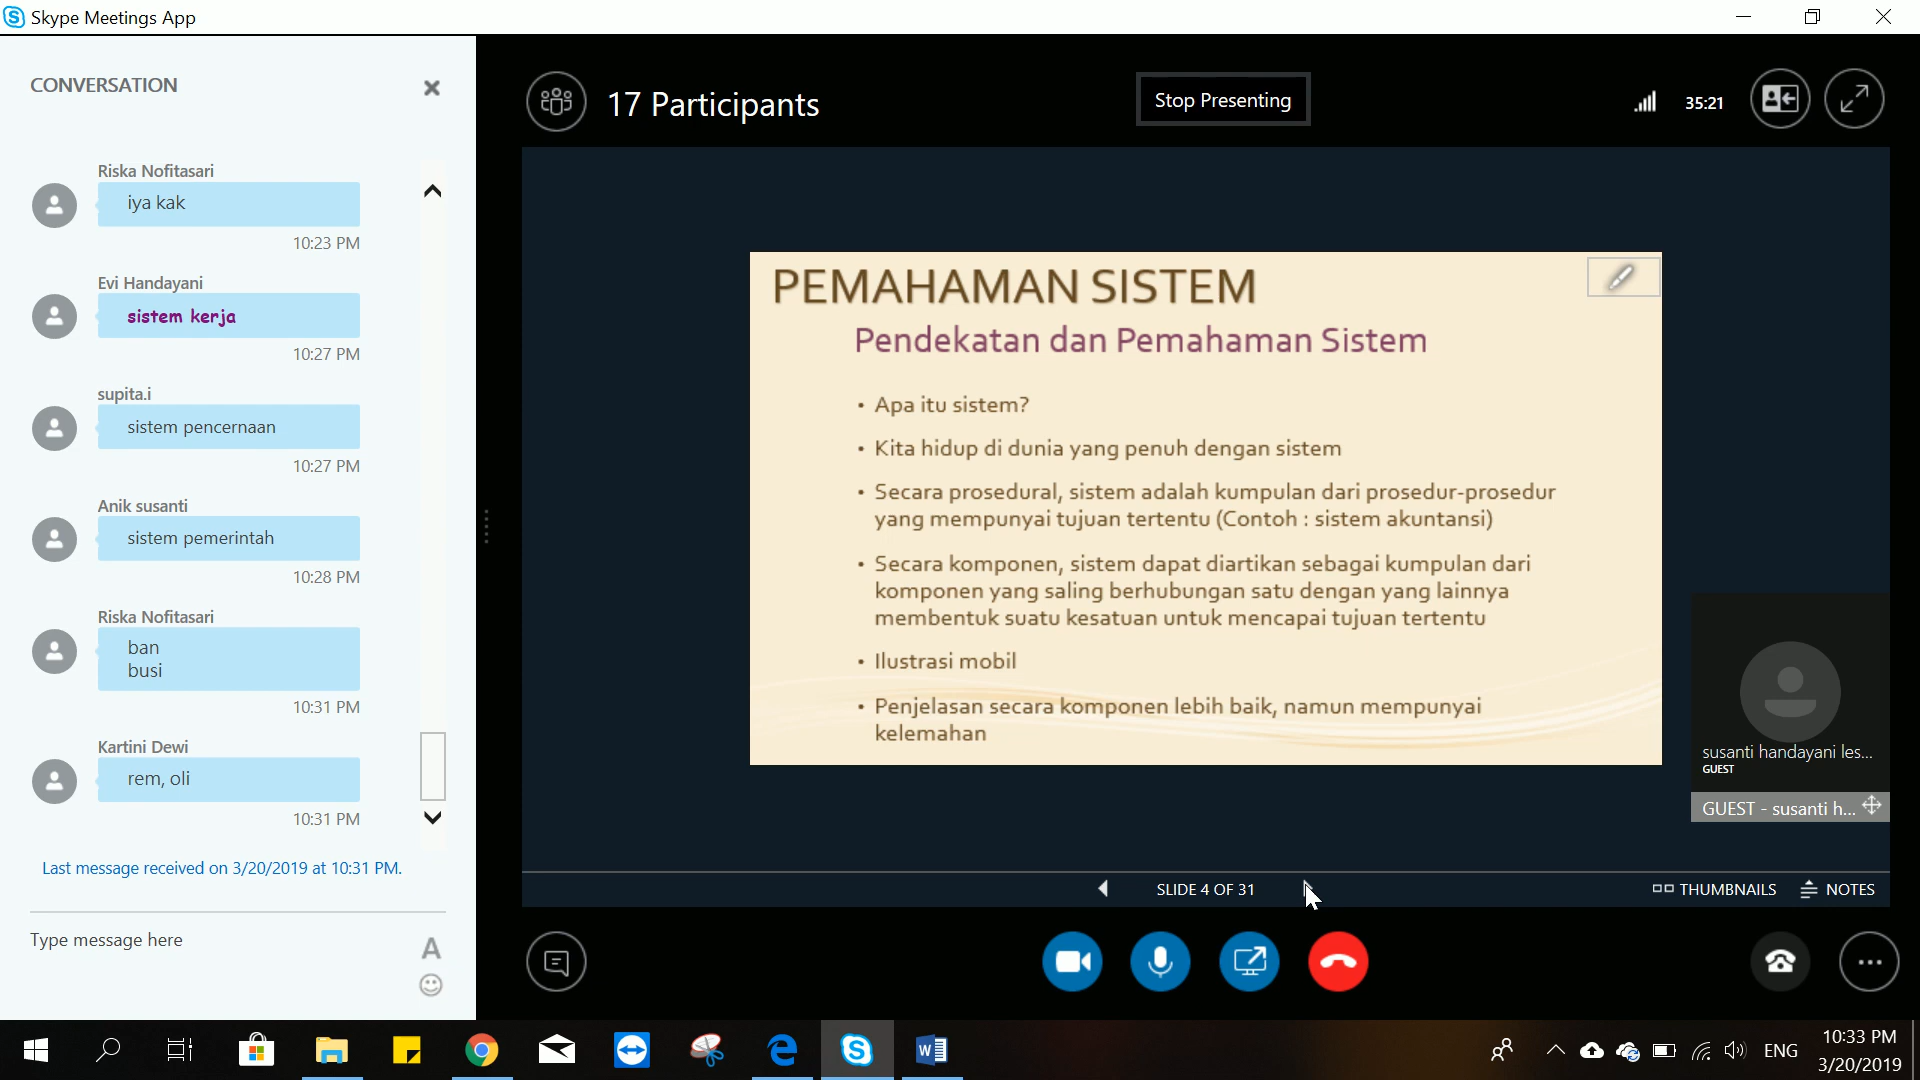 Skype Meetings App
CONVERSATION
Riska Nofitasari
iya kak
10:23 PM
Evi Handayani
sistem kerja
10:27 PM
supita.i
sistem pencernaan
10:27 PM
Anik susanti
sistem pemerintah
10:28 PM
Riska Nofitasari
ban
busi
10:31 PM
Kartini Dewi
rem, oli
10:31 PM
Last message received on 3/20/2019 at 10:31 PM.
Type message here
A
17 Participants
Stop Presenting
35:21
PEMAHAMAN SISTEM
Pendekatan dan Pemahaman Sistem
• Apa itu sistem?
• Kita hidup di dunia yang penuh dengan sistem
• Secara prosedural, sistem adalah kumpulan dari prosedur-prosedur
yang mempunyai tujuan tertentu (Contoh : sistem akuntansi)
• Secara komponen, sistem dapat diartikan sebagai kumpulan dari
komponen yang saling berhubungan satu dengan yang lainnya
membentuk suatu kesatuan untuk mencapai tujuan tertentu
• Ilustrasi mobil
• Penjelasan secara komponen lebih baik, namun mempunyai
kelemahan
susanti handayani les...
GUEST
GUEST - susanti h...
SLIDE 4 OF 31
THUMBNAILS
NOTES
ENG
10:33 PM
3/20/2019